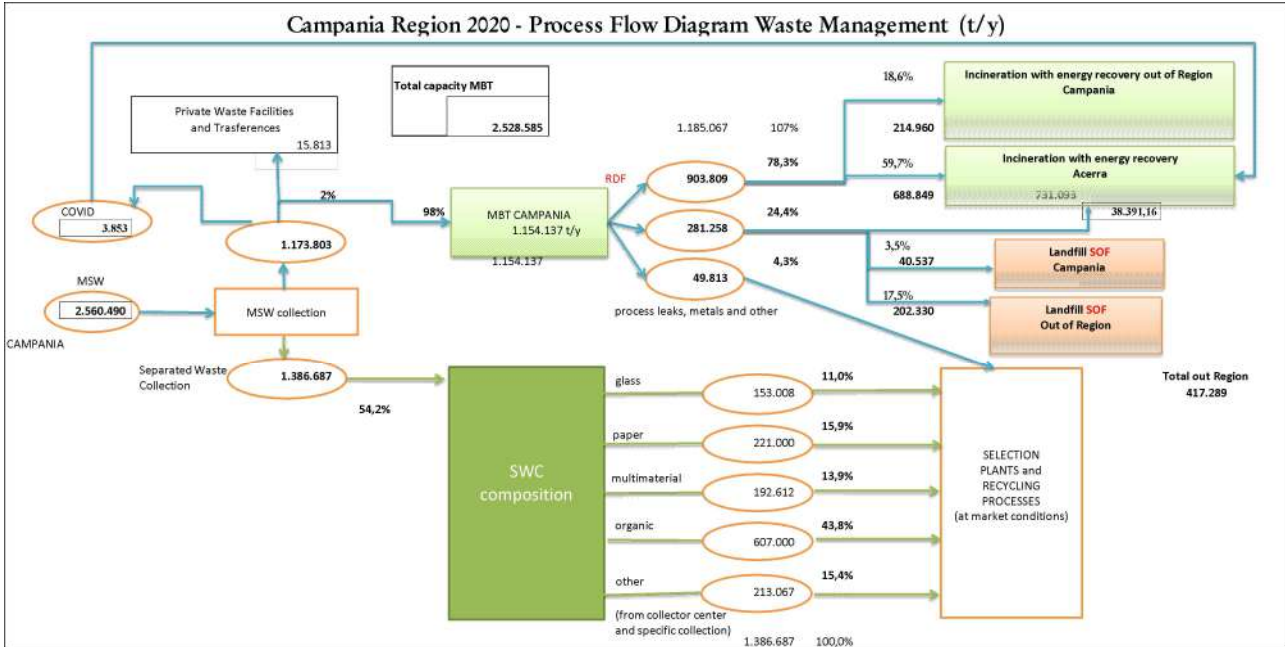 Campania Region 2020 - Process Flow Diagram Waste Management (t/y)
Total capacity MBT
2.528.585
Private Waste Facilities
and Trasferences
15.813
1.185.067
107%
18,6%
214.960
Incineration with energy recovery out of Region
Campania
COVID
3.853
2%
98%
1.173.803
MBT CAMPANIA
1.154.137 t/y
1.154.137
RDF
903.809
78,3%
59,7%
688.849
Incineration with energy recovery
Acerra
731.093
38.391,16
281.258
24,4%
3,5%
40.537
Landfill SOF
Campania
49.813
4,3%
17,5%
202.330
Landfill SOF
Out of Region
process leaks, metals and other
MSW
2.560.490
CAMPANIA
MSW collection
Separated Waste
Collection
1.386.687
54,2%
Total out Region
417.289
SWC
composition
glass
153.008
11,0%
paper
221.000
15,9%
multimaterial
192.612
13,9%
organic
607.000
43,8%
other
213.067
15,4%
(from collector center
and specific collection)
1.386.687
100,0%
SELECTION
PLANTS and
RECYCLING
PROCESSES
(at market conditions)